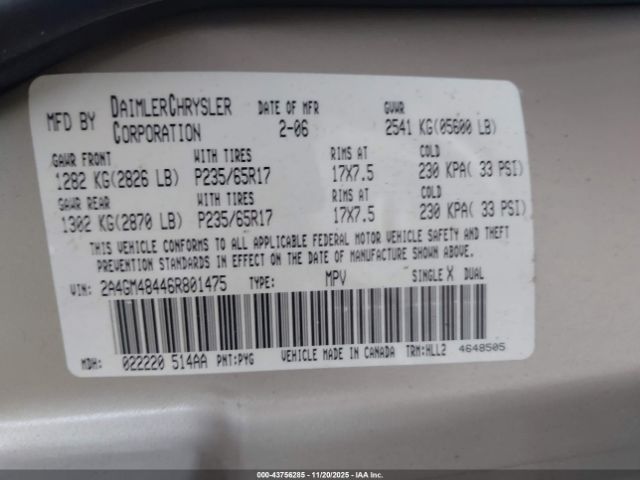 MFD BY DAIMLERCHRYSLER CORPORATION DATE OF MFR 2-06 GVWR 2541 KG(05600 LB)
GAWR FRONT WITH TIRES RIMS AT COLD
1282 KG(2826 LB) P235/65R17 17X7.5 230 KPA( 33 PSI)
GAWR REAR WITH TIRES RIMS AT COLD
1302 KG(2870 LB) P235/65R17 17X7.5 230 KPA( 33 PSI)
THIS VEHICLE CONFORMS TO ALL APPLICABLE FEDERAL MOTOR VEHICLE SAFETY AND THEFT
PREVENTION STANDARDS IN EFFECT ON THE DATE OF MANUFACTURE SHOWN ABOVE.
VIN: 2A4GM48446R801475 TYPE: MPV SINGLE X DUAL
MDH: 022220 514AA PNT:PYG VEHICLE MADE IN CANADA TRM:HLL2 4648505
00-43756285 - 11/20/2025 - IAAI.com